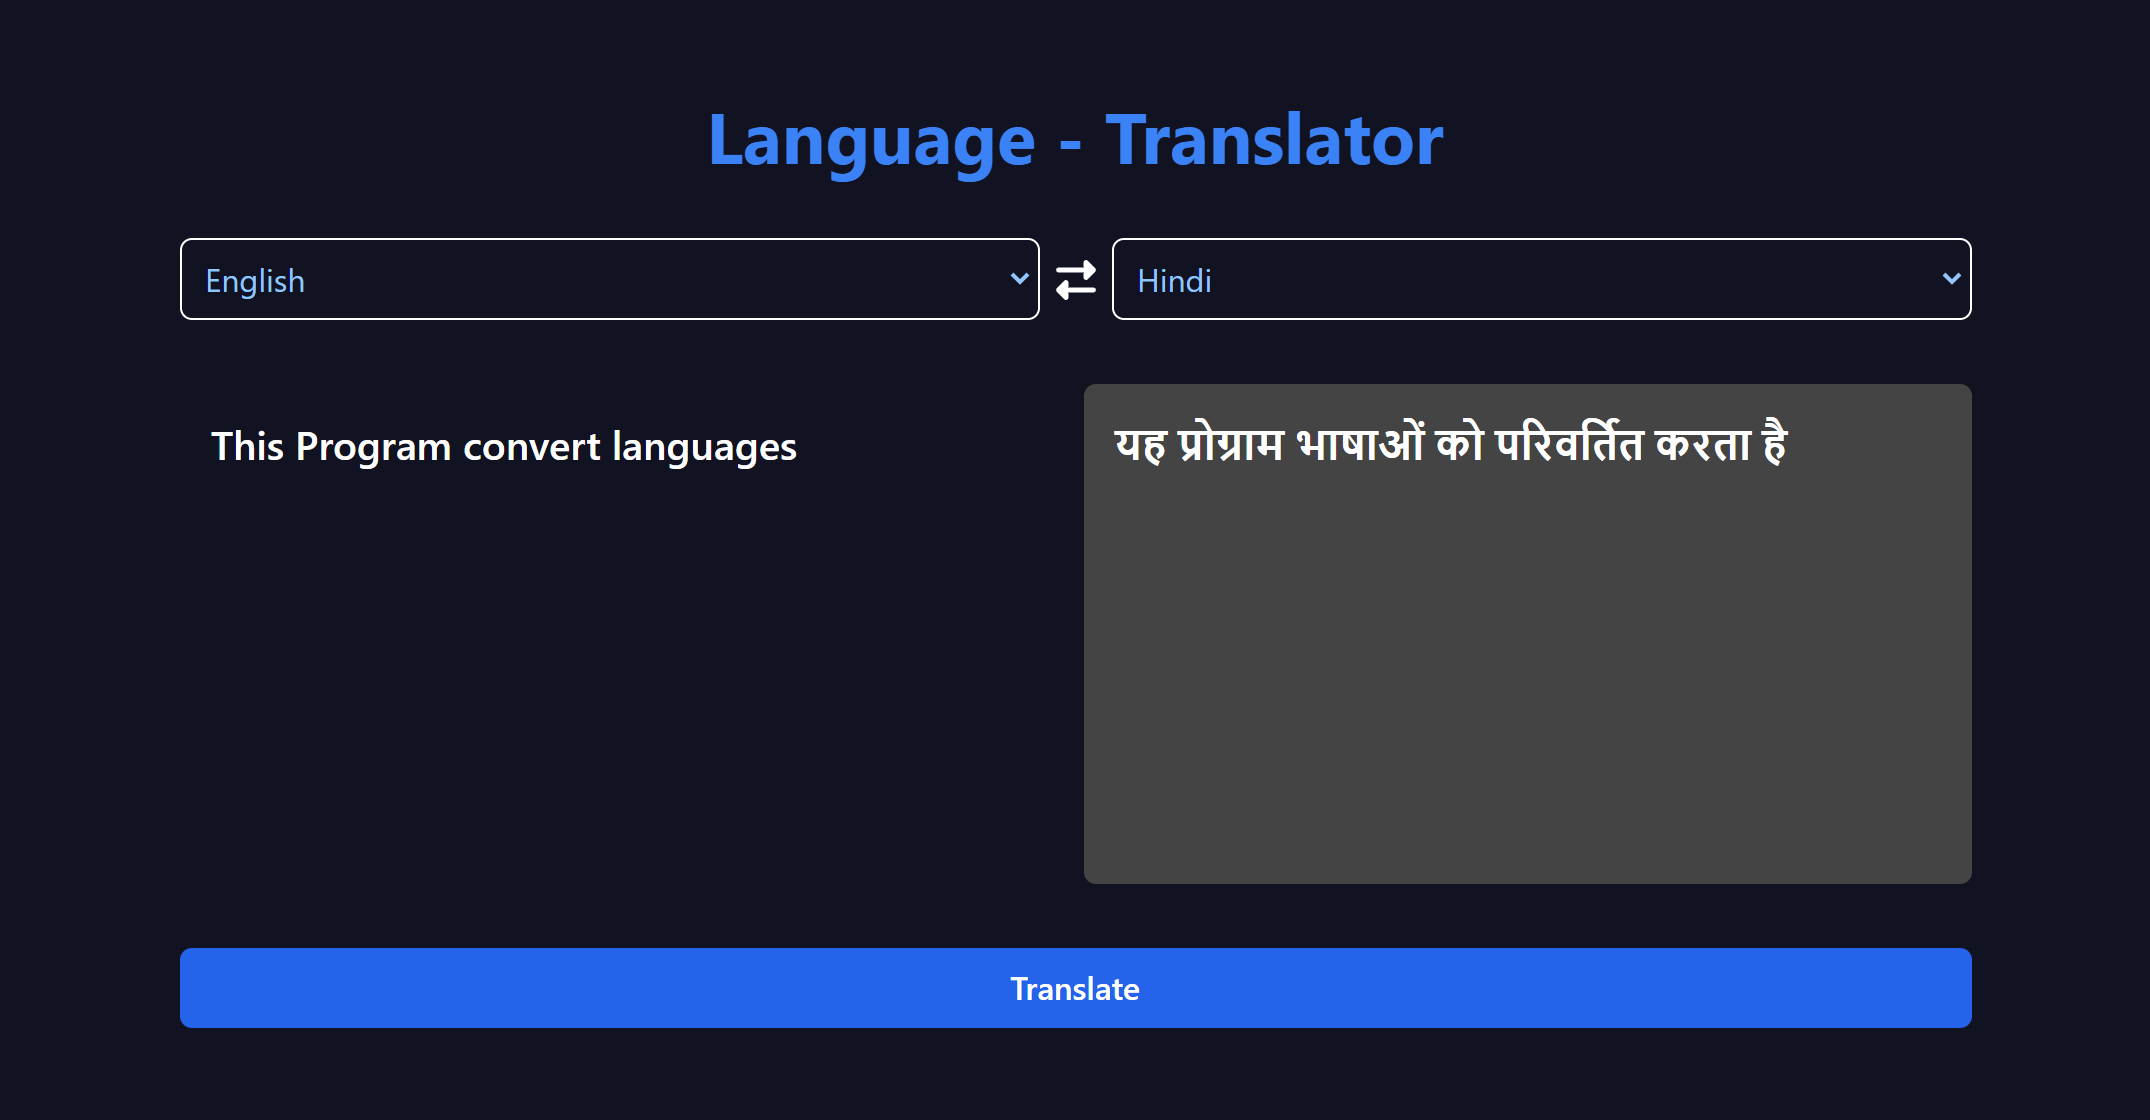 Language - Translator
English
Hindi
This Program convert languages
यह प्रोग्राम भाषाओं को परिवर्तित करता है
Translate